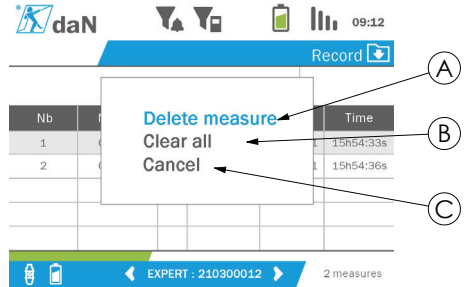 daN 09:12
Record
A
Delete measure
Nb Time
B
Clear all
1 15h54:33s
Cancel
2 1 15h54:36s
C
EXPERT : 210300012 2 measures